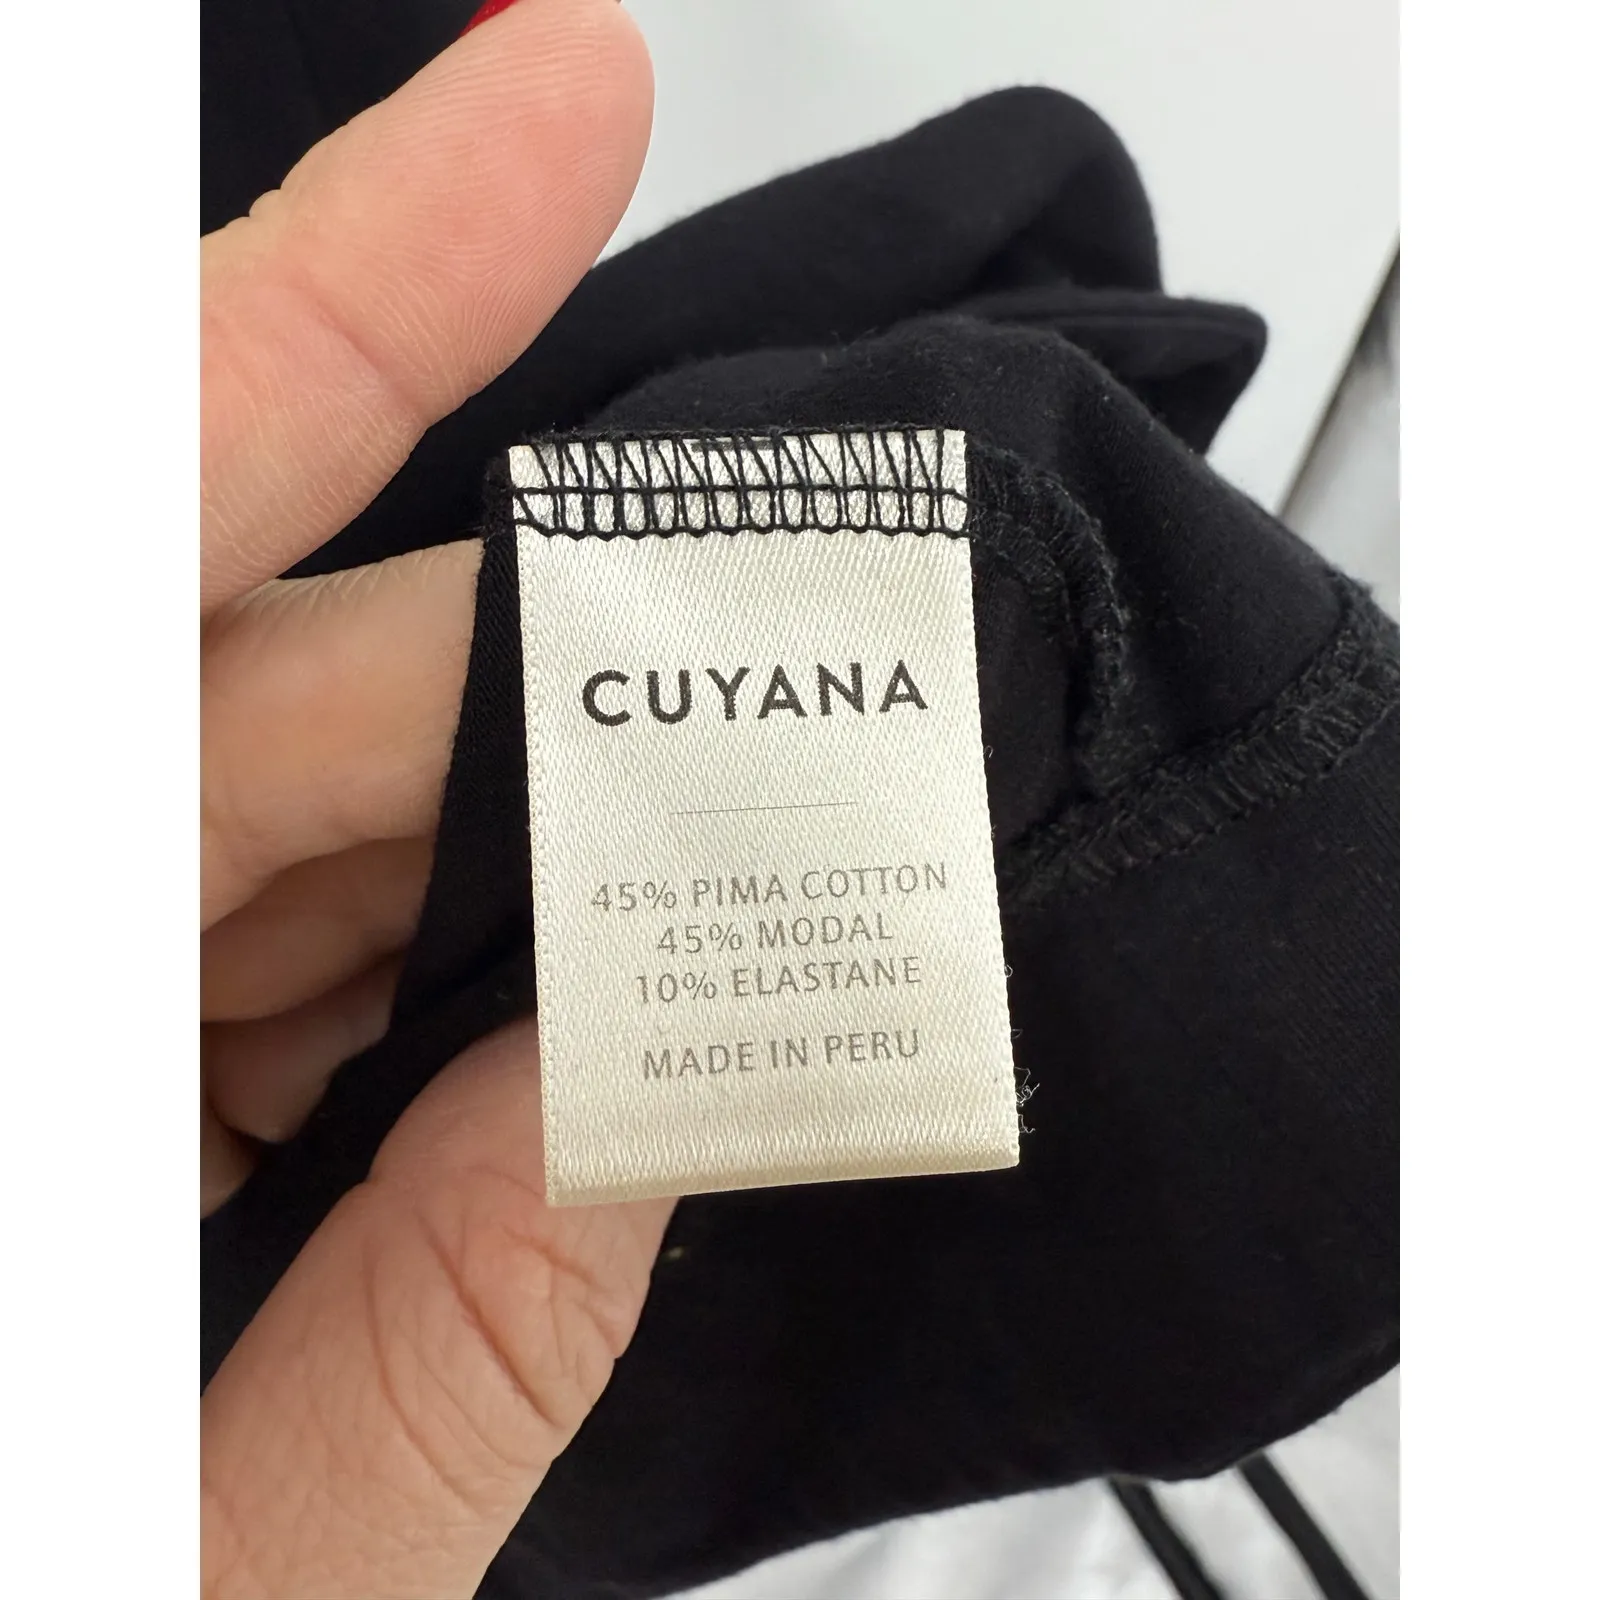 CUYANA
45% PIMA COTTON
45% MODAL
10% ELASTANE
MADE IN PERU